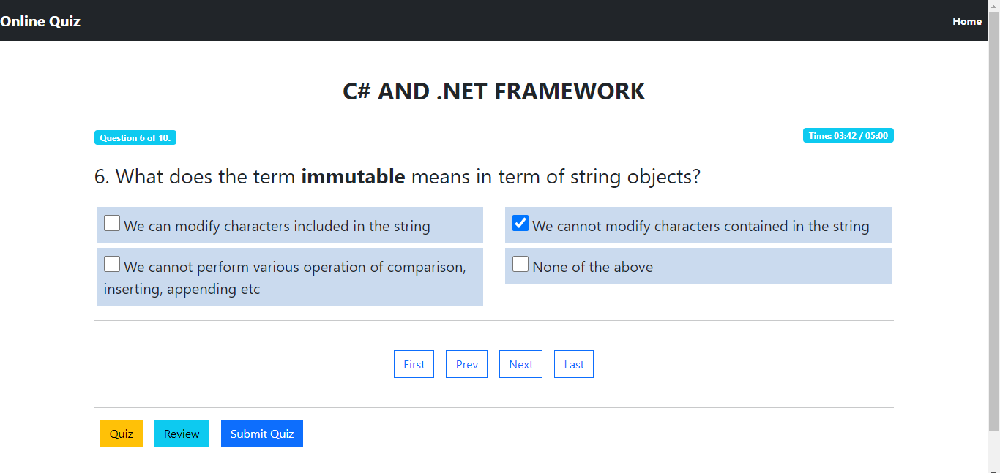 Online Quiz
Home
C# AND .NET FRAMEWORK
Question 6 of 10.
Time: 03:42 / 05:00
6. What does the term immutable means in term of string objects?
We can modify characters included in the string
We cannot modify characters contained in the string
We cannot perform various operation of comparison,
inserting, appending etc
None of the above
First
Prev
Next
Last
Quiz
Review
Submit Quiz